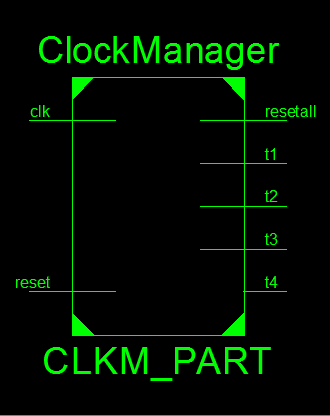 ClockManager
clk
resetall
t1
t2
t3
reset
t4
CLKM_PART